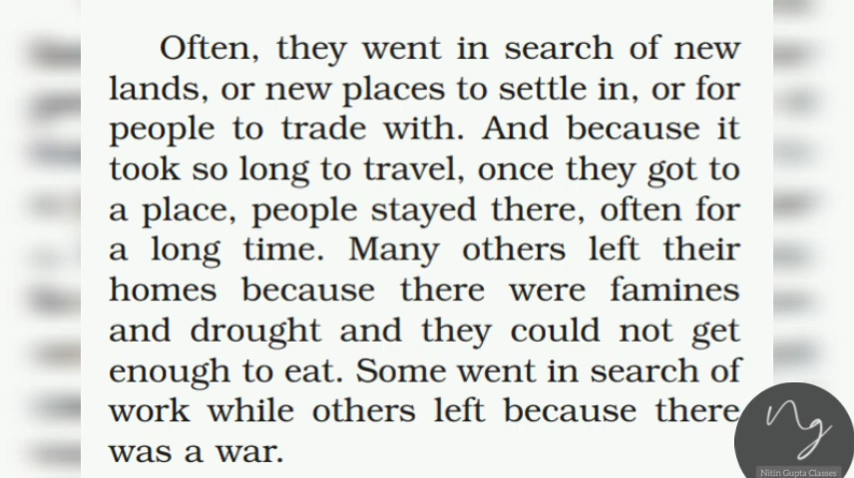 Often, they went in search of new
lands, or new places to settle in, or for
people to trade with. And because it
took so long to travel, once they got to
a place, people stayed there, often for
a long time. Many others left their
homes because there were famines
and drought and they could not get
enough to eat. Some went in search of
work while others left because there
was a war.
ng
Nitin Gupta Classes